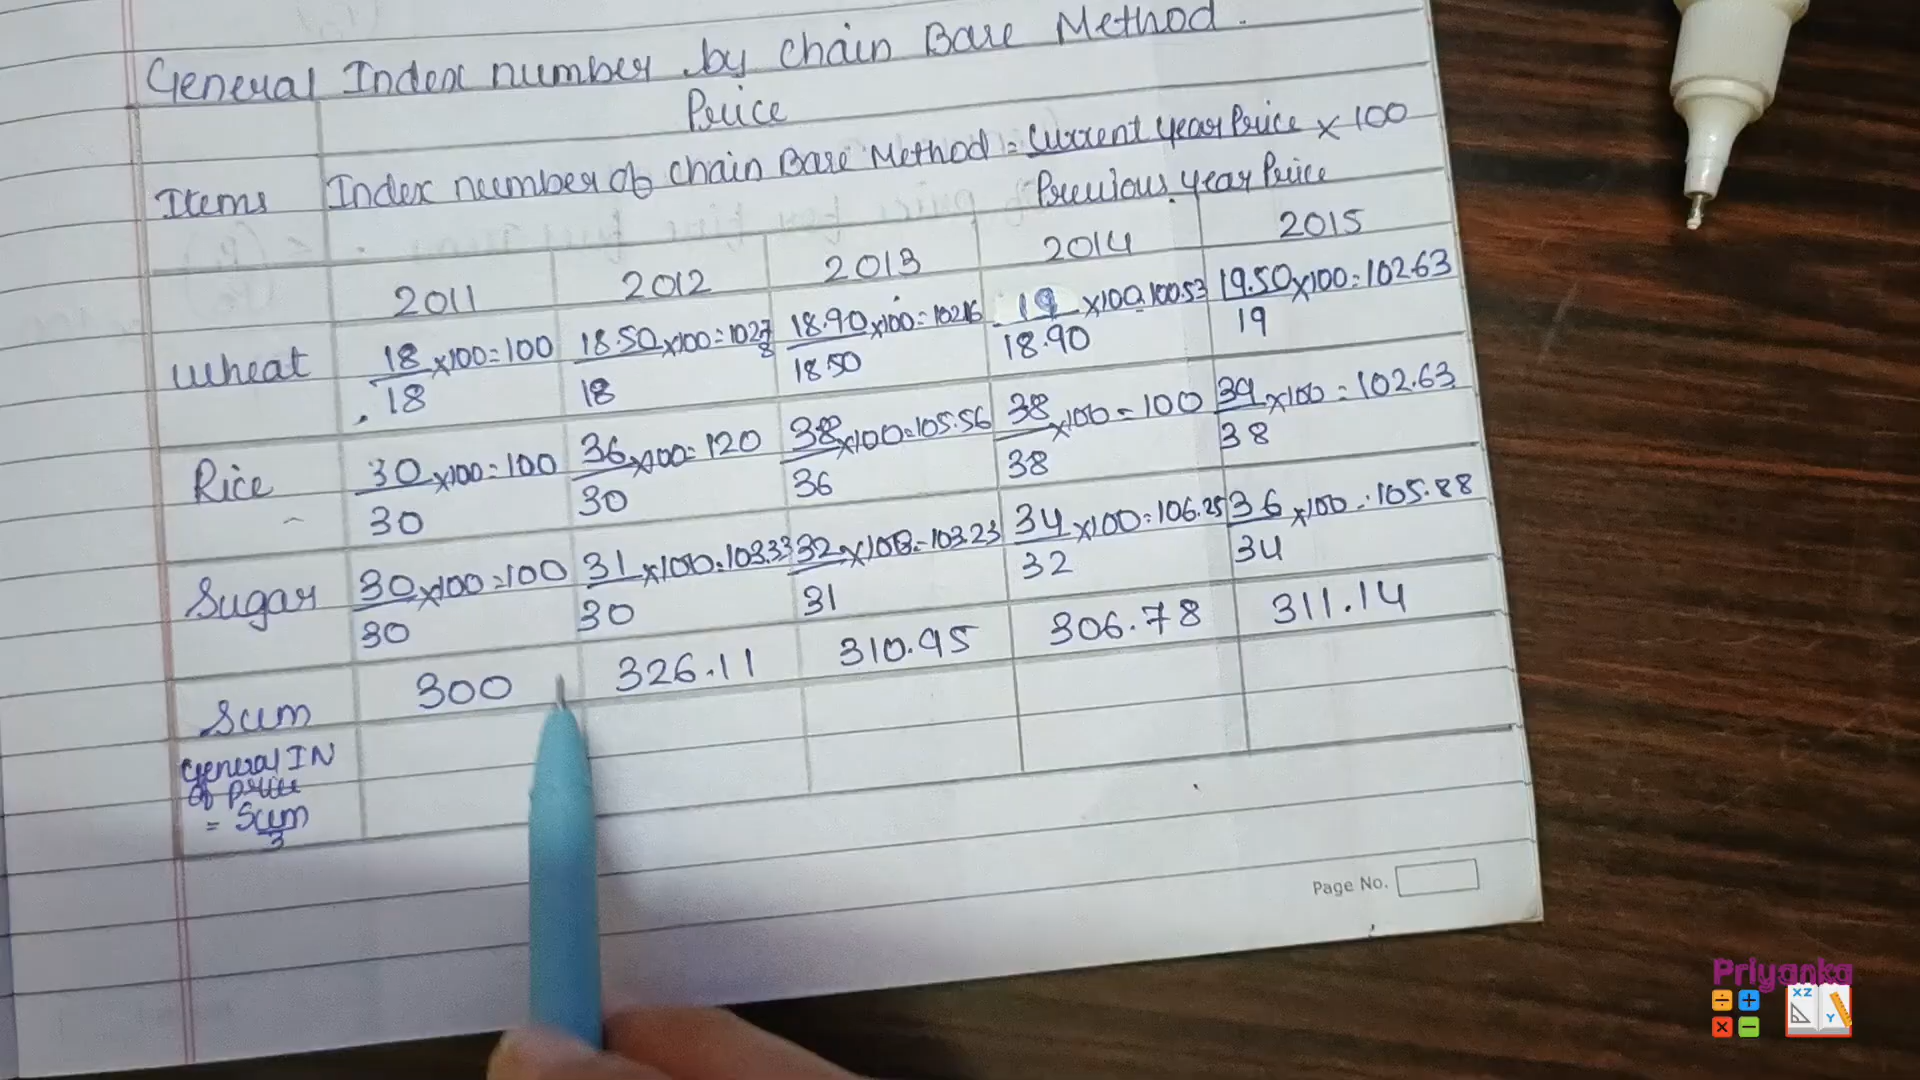 General Index number by Chain Base Method.
Price
Items Index number of Chain Base Method = Current year Price × 100
Previous year Price
2011 2012 2013 2014 2015
Wheat 18 ×100=100 18.50×100=102.78 18.90×100=102.16 19 ×100=100.53 19.50×100=102.63
18 18 18.50 18.90 19
Rice 30×100=100 36×100=120 38×100=105.56 38×100=100 39×100=102.63
30 30 36 38 38
Sugar 30×100=100 31×100=103.33 32×100=103.23 34×100=106.25 36×100=105.88
30 30 31 32 34
Sum 300 326.11 310.95 306.78 311.14
General IN
of price
= Sum
3
Page No.
Priyanka
XZ
Y